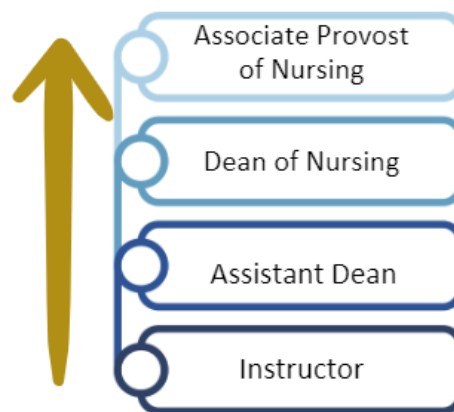 Associate Provost
of Nursing
Dean of Nursing
Assistant Dean
Instructor